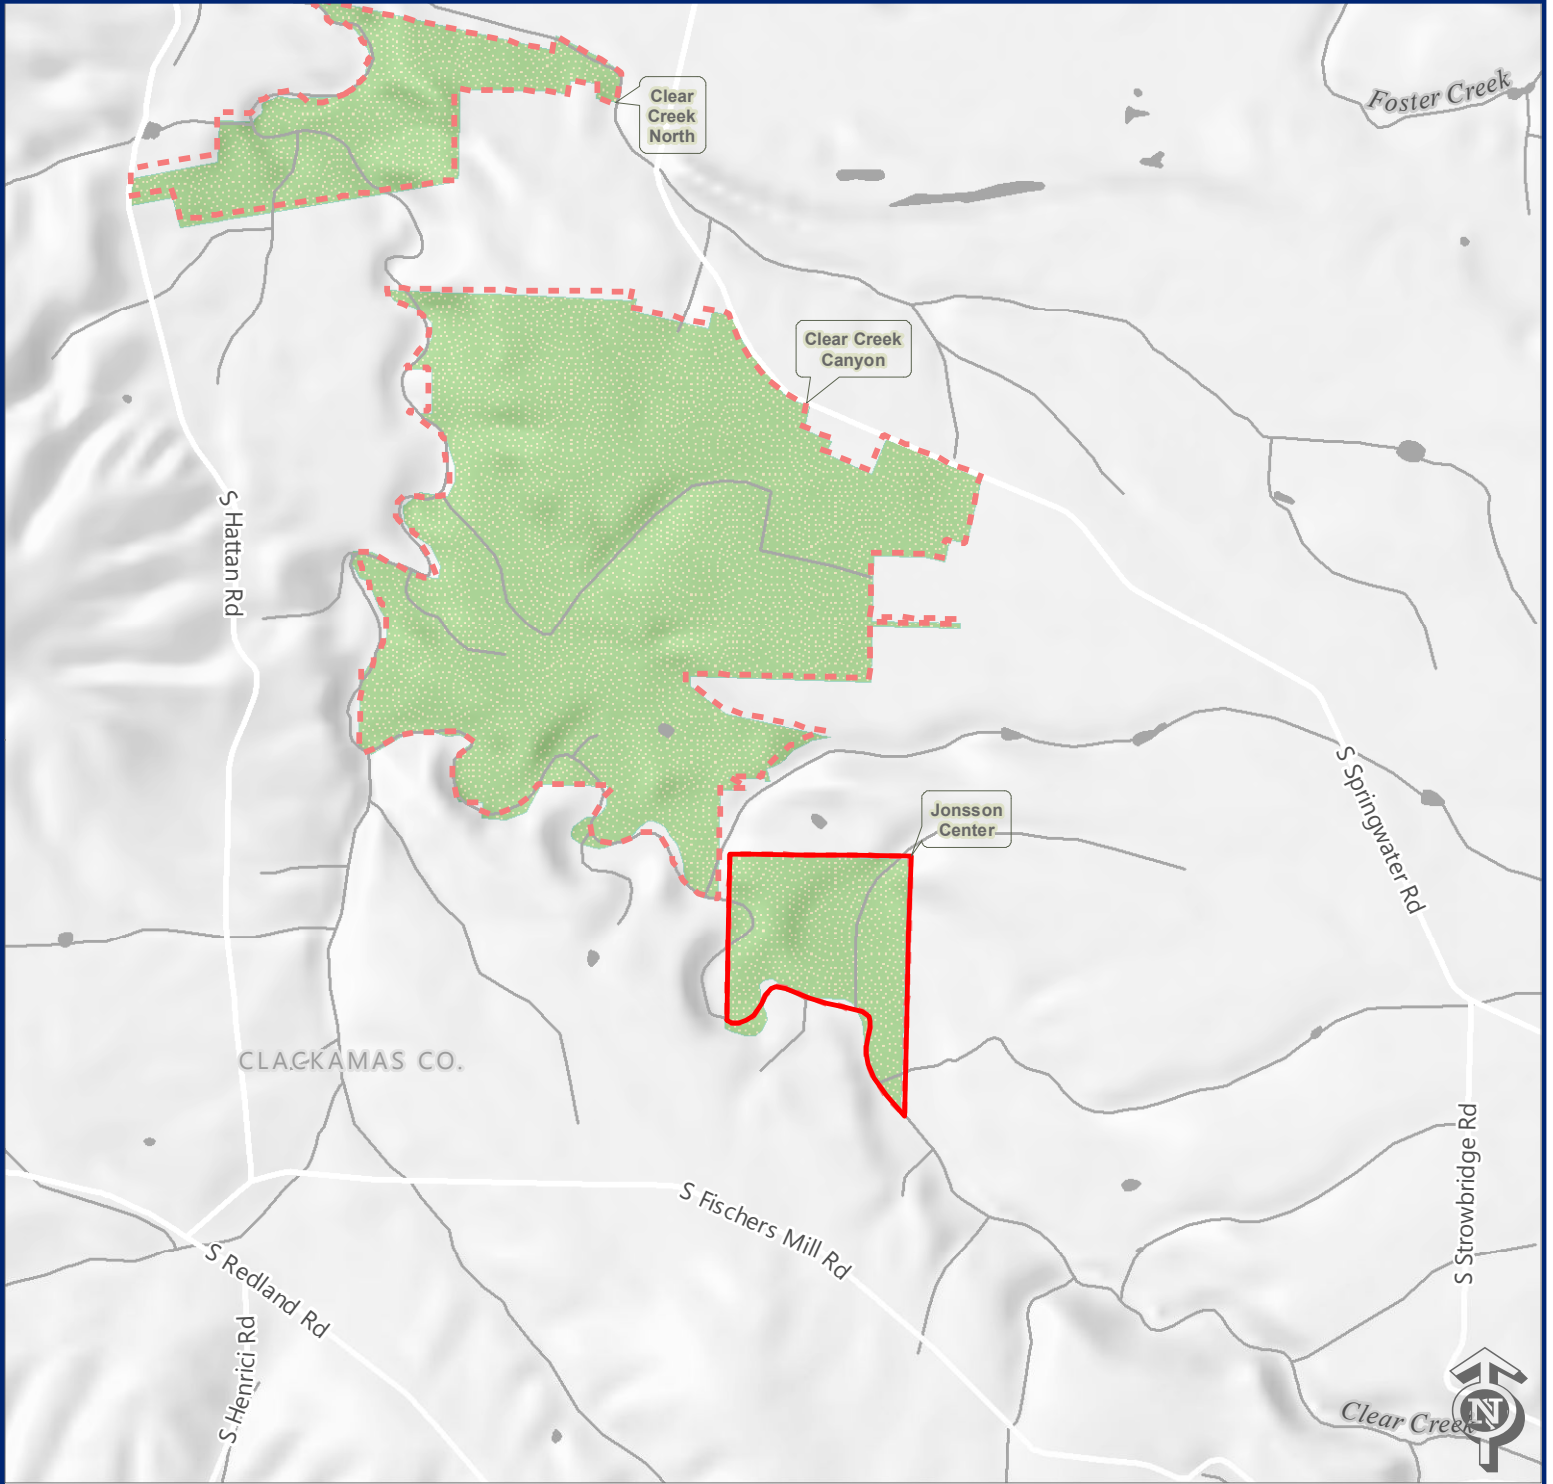 Foster Creek
Clear
Creek
North
Clear Creek
Canyon
S Hattan Rd
S Springwater Rd
Jonsson
Center
CLACKAMAS CO.
S Strowbridge Rd
S Fischers Mill Rd
S Redland Rd
S Henrici Rd
Clear Creek
N